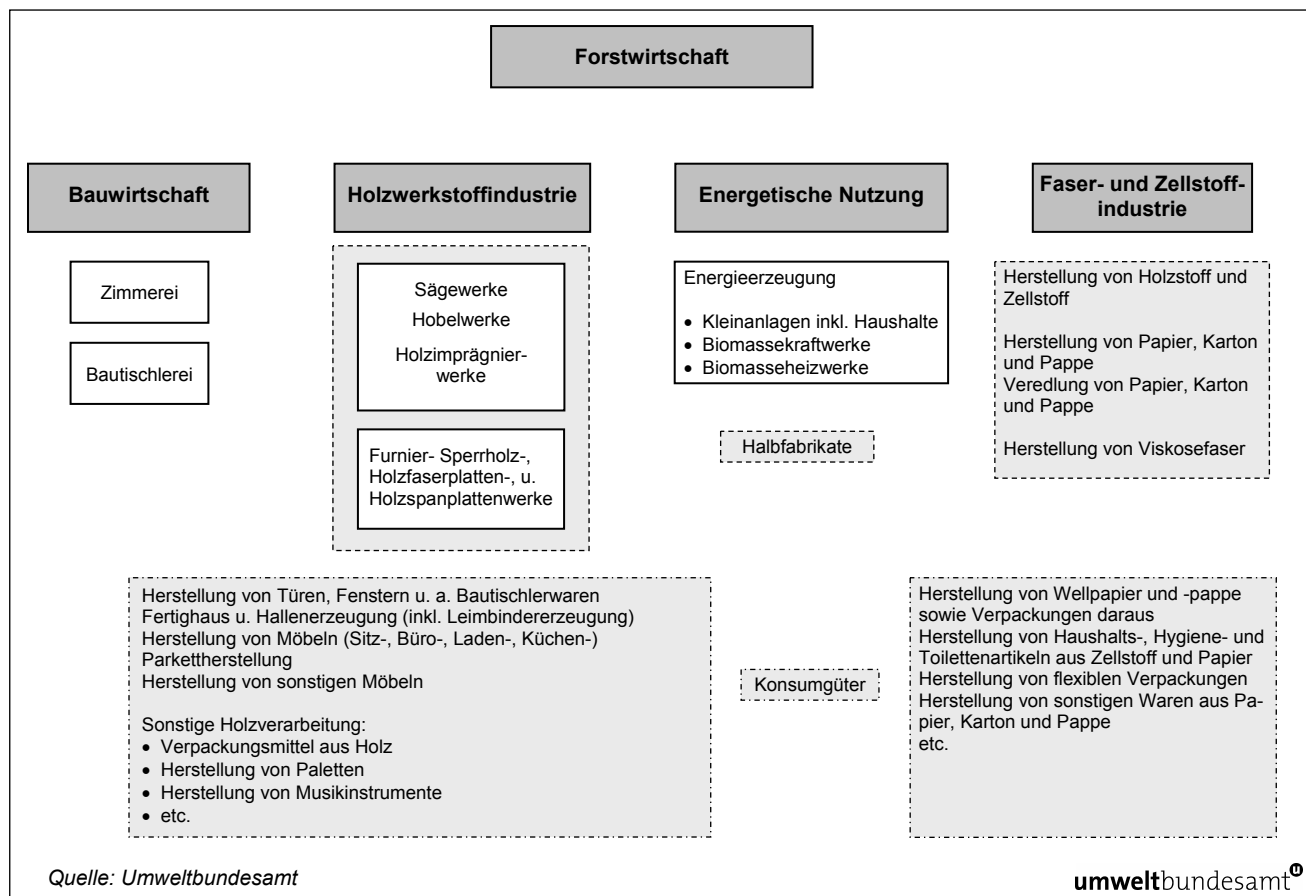 Forstwirtschaft
Bauwirtschaft
Zimmerei
Bautischlerei
Holzwerkstoffindustrie
Sägewerke
Hobelwerke
Holzimprägnier-
werke
Furnier- Sperrholz-,
Holzfaserplatten-, u.
Holzspanplattenwerke
Energetische Nutzung
Energieerzeugung
• Kleinanlagen inkl. Haushalte
• Biomassekraftwerke
• Biomasseheizwerke
Halbfabrikate
Faser- und Zellstoff-
industrie
Herstellung von Holzstoff und
Zellstoff
Herstellung von Papier, Karton
und Pappe
Veredlung von Papier, Karton
und Pappe
Herstellung von Viskosefaser
Herstellung von Türen, Fenstern u. a. Bautischlerwaren
Fertighaus u. Hallenerzeugung (inkl. Leimbindererzeugung)
Herstellung von Möbeln (Sitz-, Büro-, Laden-, Küchen-)
Parkettherstellung
Herstellung von sonstigen Möbeln
Sonstige Holzverarbeitung:
• Verpackungsmittel aus Holz
• Herstellung von Paletten
• Herstellung von Musikinstrumente
• etc.
Konsumgüter
Herstellung von Wellpapier und -pappe
sowie Verpackungen daraus
Herstellung von Haushalts-, Hygiene- und
Toilettenartikeln aus Zellstoff und Papier
Herstellung von flexiblen Verpackungen
Herstellung von sonstigen Waren aus Pa-
pier, Karton und Pappe
etc.
Quelle: Umweltbundesamt
umweltbundesamt u